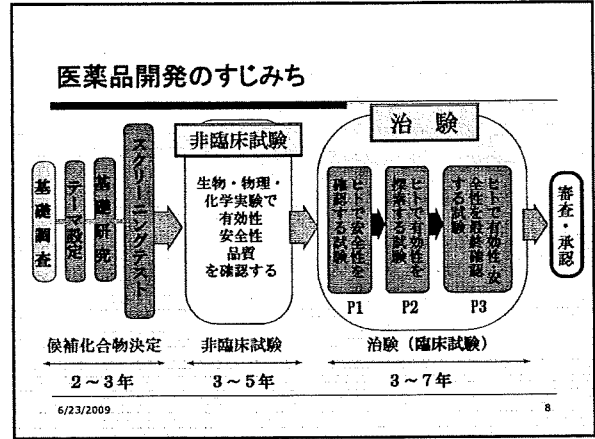 医薬品開発のすじみち
基礎調査
テーマ設定
基礎研究
スクリーニングテスト
非臨床試験
生物・物理・
化学実験で
有効性
安全性
品質
を確認する
治 験
ヒトで安全性を
確認する試験
ヒトで有効性を
探索する試験
ヒトで有効性・安
全性を最終確認
する試験
P1 P2 P3
審査・承認
候補化合物決定 非臨床試験 治験(臨床試験)
2~3年 3~5年 3~7年
6/23/2009 8